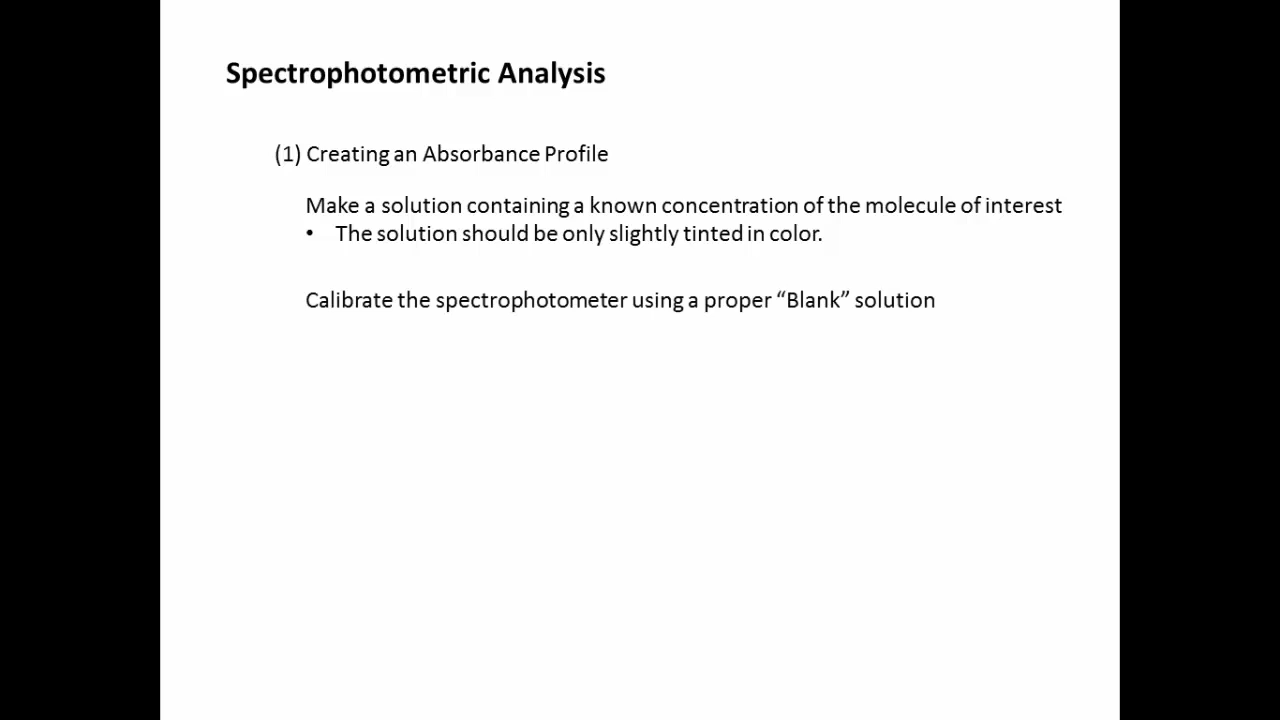 Spectrophotometric Analysis
(1) Creating an Absorbance Profile
Make a solution containing a known concentration of the molecule of interest
• The solution should be only slightly tinted in color.
Calibrate the spectrophotometer using a proper “Blank” solution